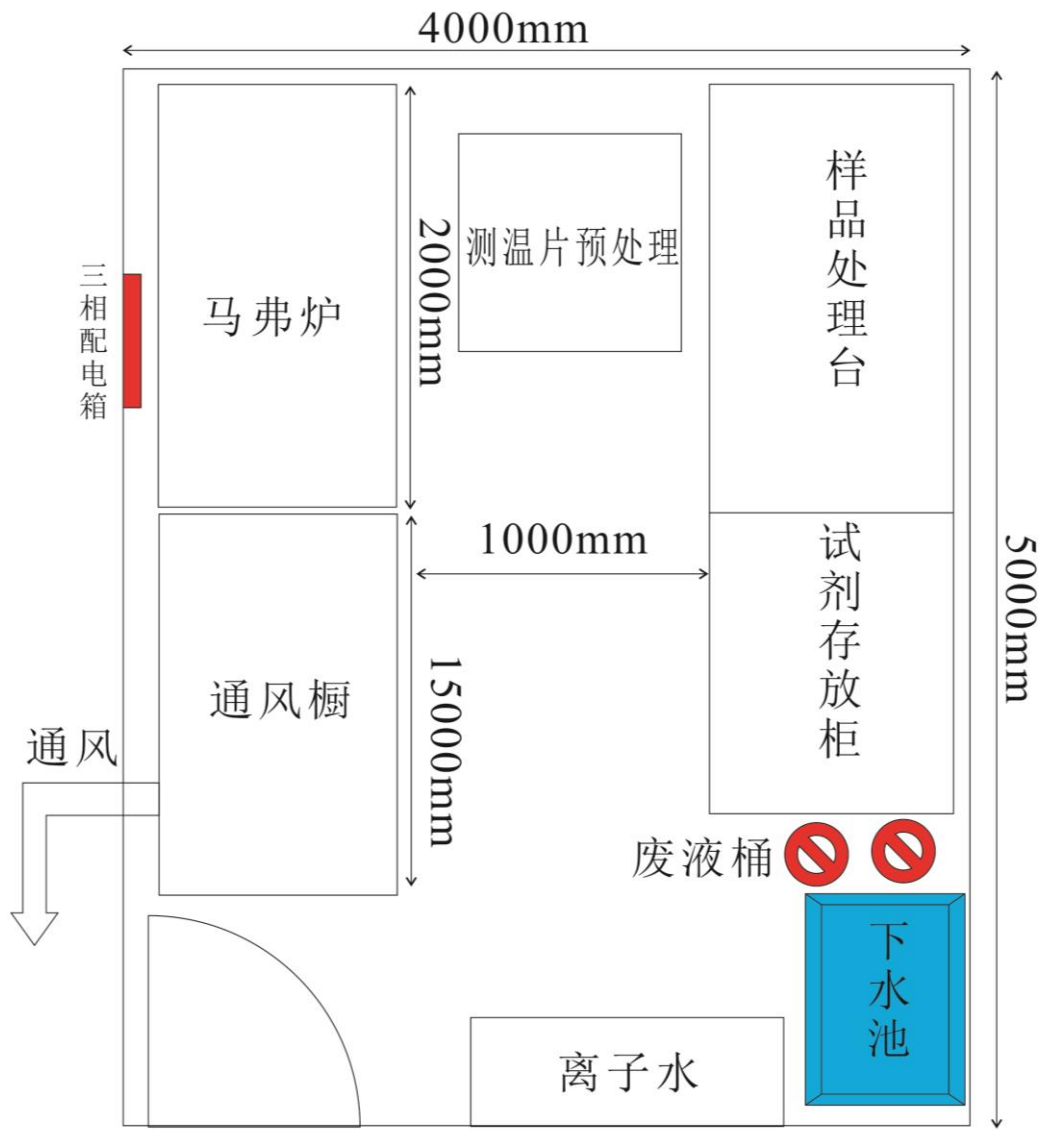 4000mm
样品处理台
测温片预处理
2000mm
三相配电箱
马弗炉
1000mm
试剂存放柜
5000mm
15000mm
通风橱
通风
废液桶
下水池
离子水